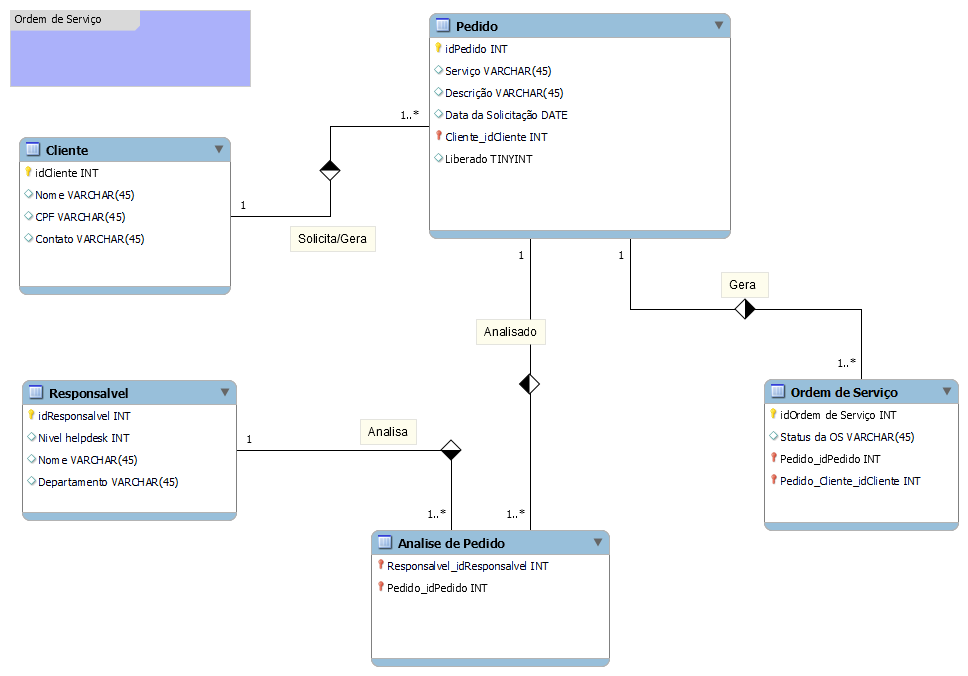 Ordem de Serviço
Pedido
idPedido INT
Serviço VARCHAR(45)
Descrição VARCHAR(45)
Data da Solicitação DATE
Cliente_idCliente INT
Liberado TINYINT
1..*
Cliente
idCliente INT
Nome VARCHAR(45)
CPF VARCHAR(45)
Contato VARCHAR(45)
1
Solicita/Gera
1
1
Gera
Analisado
1..*
Responsalvel
idResponsalvel INT
Nivel helpdesk INT
Nome VARCHAR(45)
Departamento VARCHAR(45)
1
Analisa
1..*
1..*
Ordem de Serviço
idOrdem de Serviço INT
Status da OS VARCHAR(45)
Pedido_idPedido INT
Pedido_Cliente_idCliente INT
Analise de Pedido
Responsalvel_idResponsalvel INT
Pedido_idPedido INT